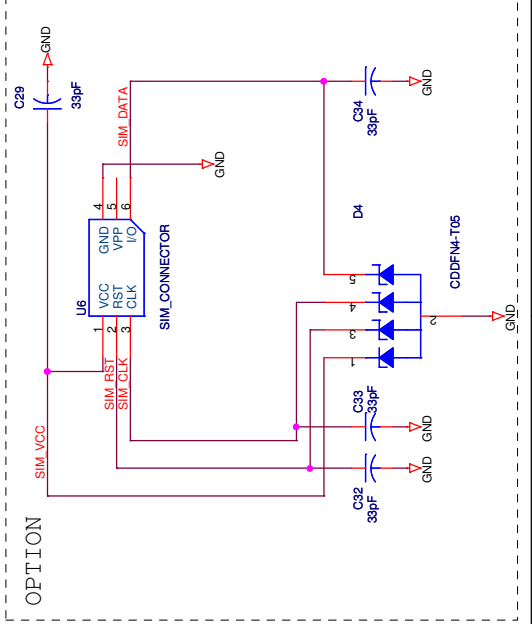 OPTION
SIM_VCC
C29
33pF
GND
U6
1
2
3
VCC
RST
CLK
GND
VPP
I/O
4
5
6
SIM_CONNECTOR
SIM_RST
SIM_CLK
SIM_DATA
GND
C34
33pF
GND
D4
CDDFN4-T05
5
4
3
1
2
GND
C33
33pF
GND
C32
33pF
GND